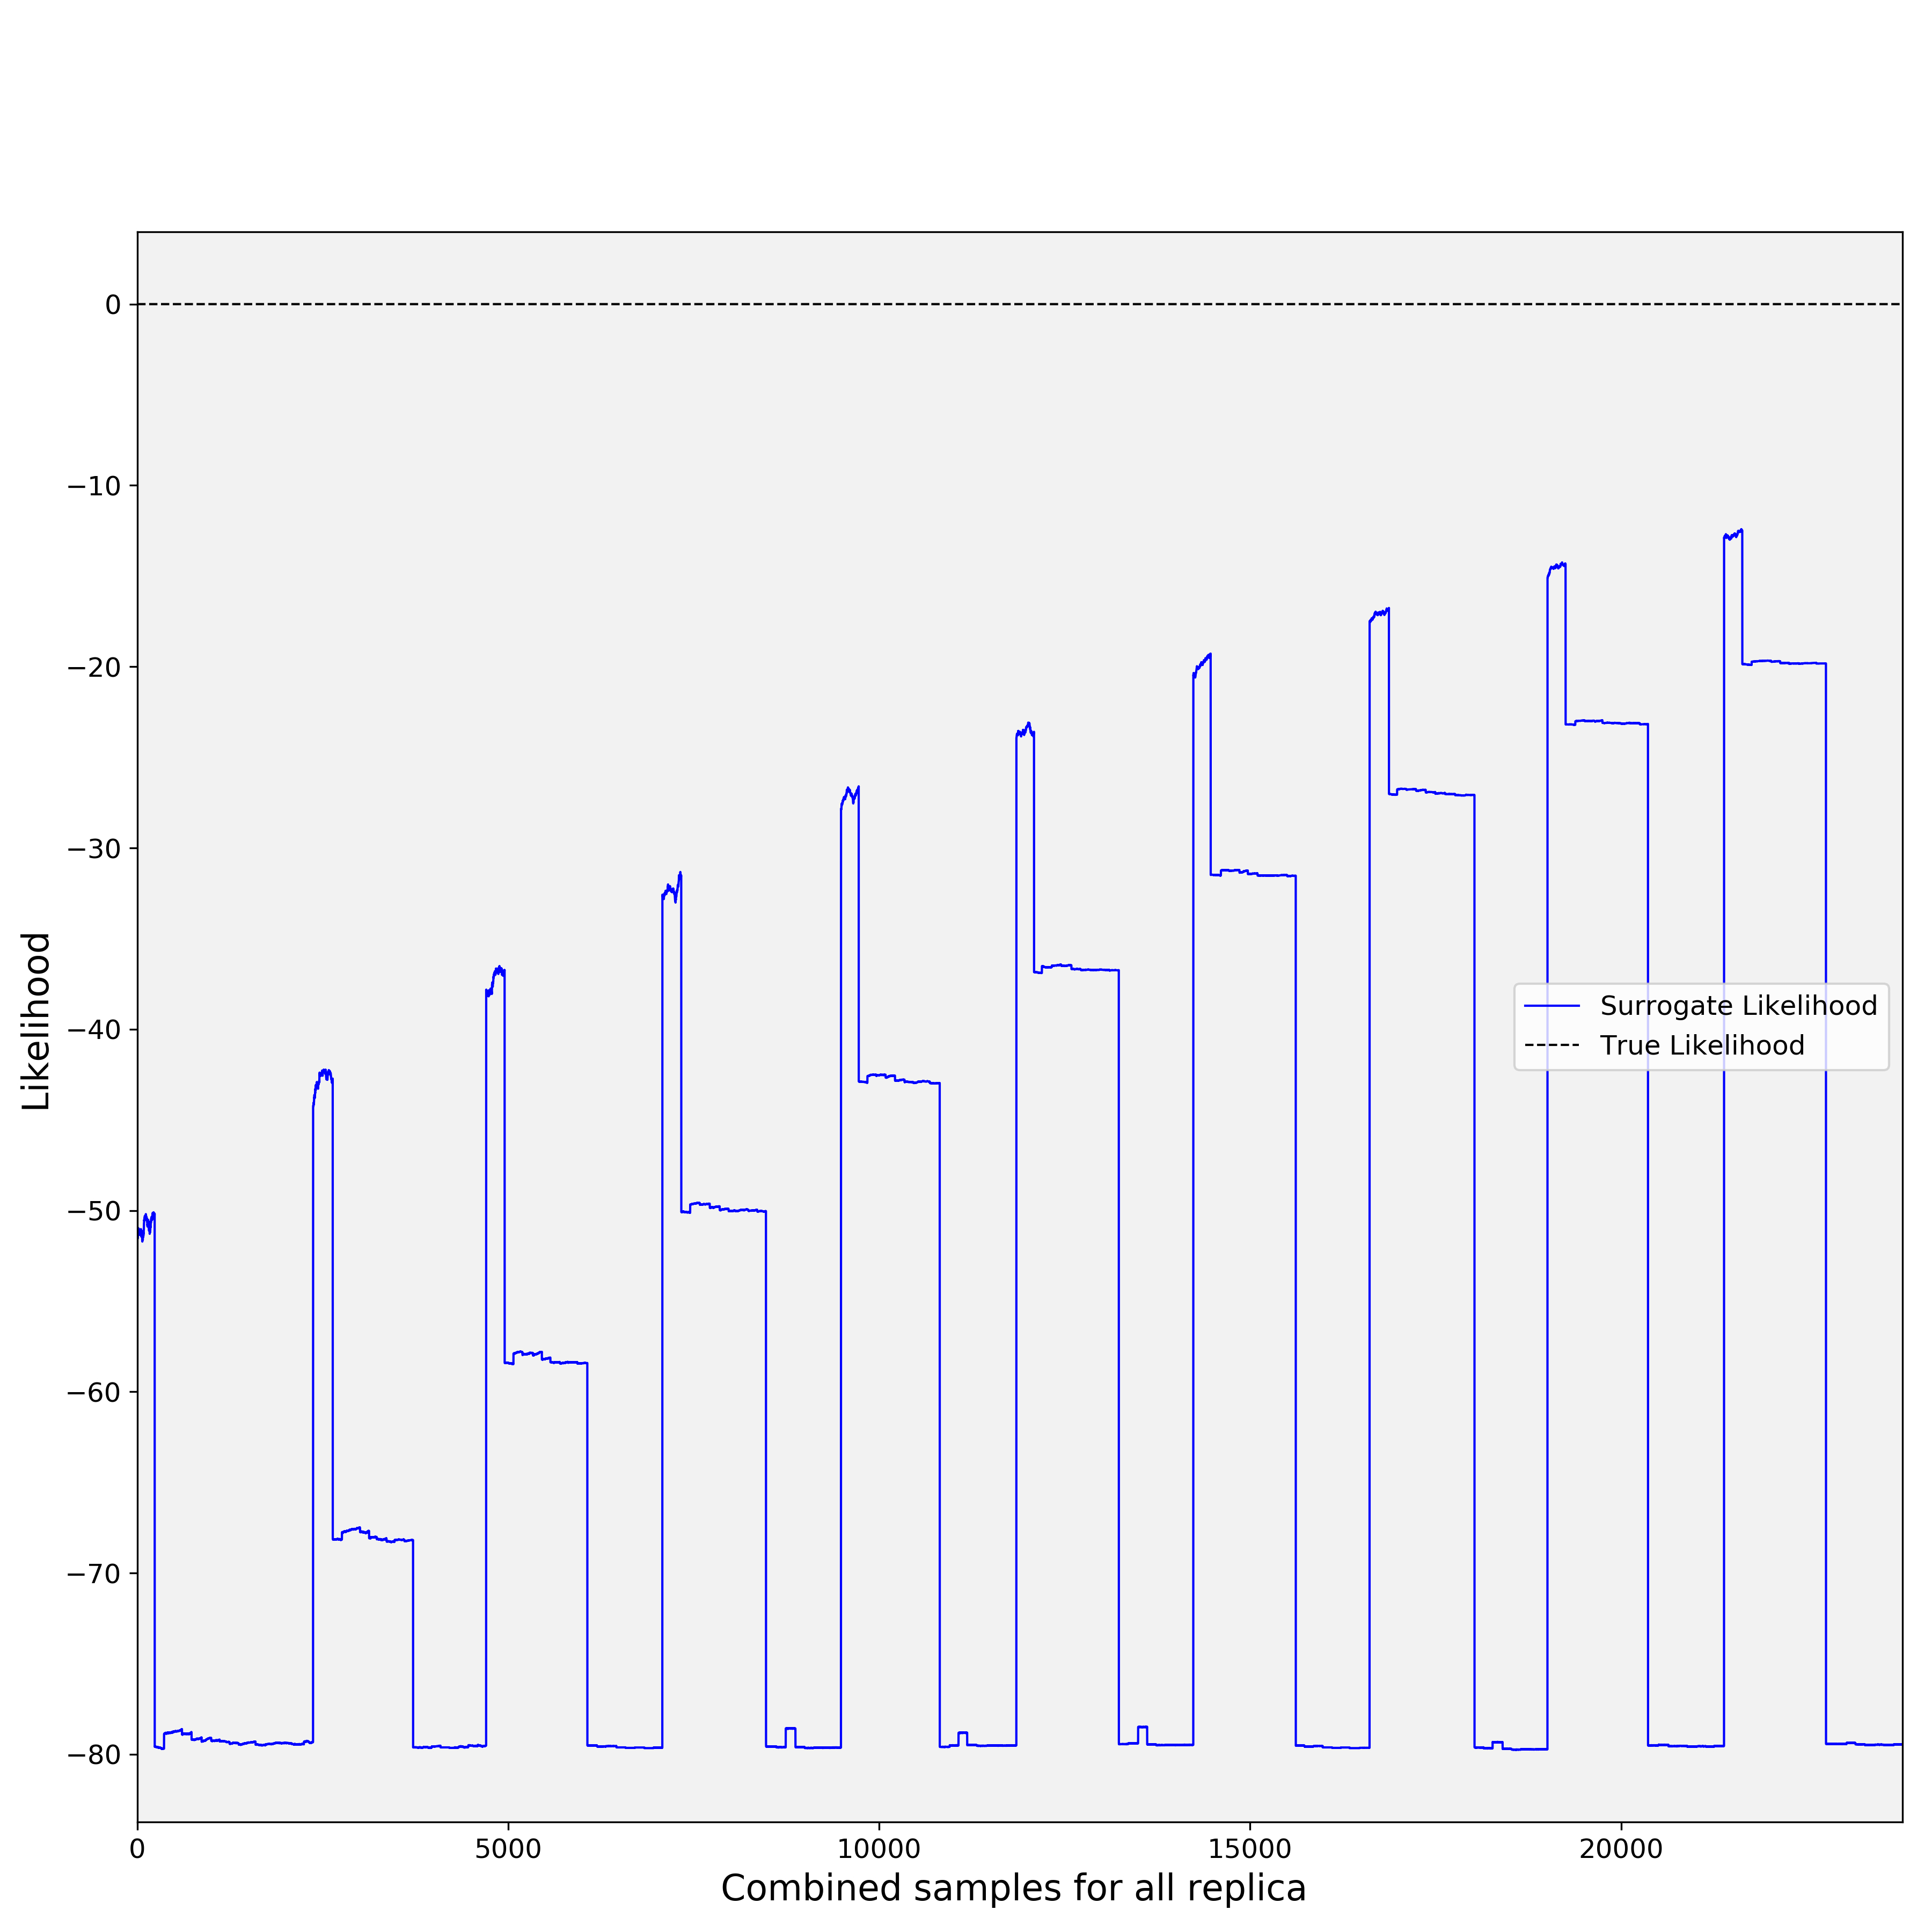 0
−10
−20
−30
−40
−50
−60
−70
−80
Likelihood
Surrogate Likelihood
True Likelihood
0 5000 10000 15000 20000
Combined samples for all replica